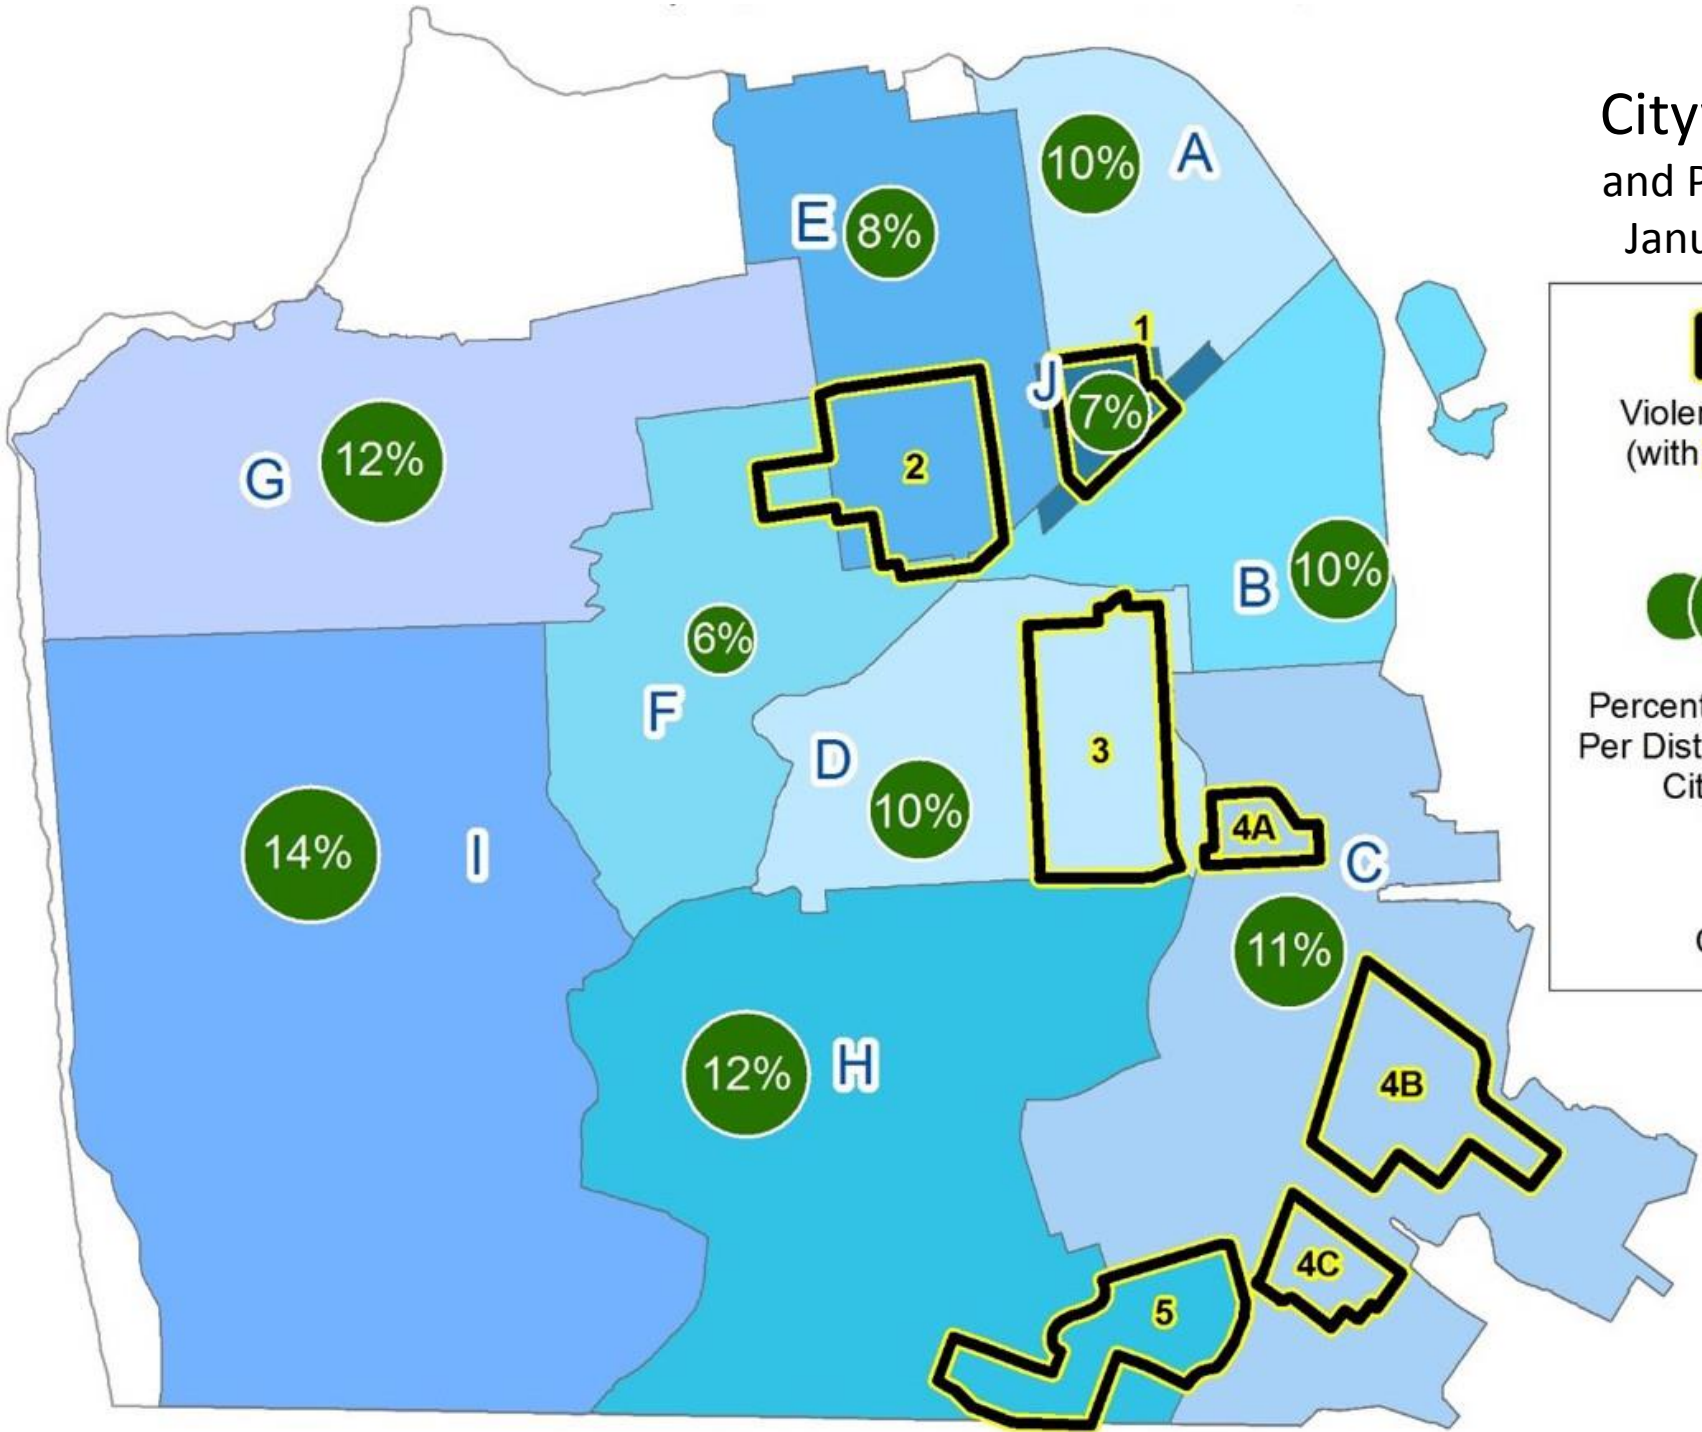 City
and P
Janu
10%
A
E
8%
1
J
7%
G
12%
2
B
10%
6%
F
3
D
10%
4A
C
14%
I
11%
12%
H
4B
4C
5
Violen
(with
Percent
Per Dist
Cit